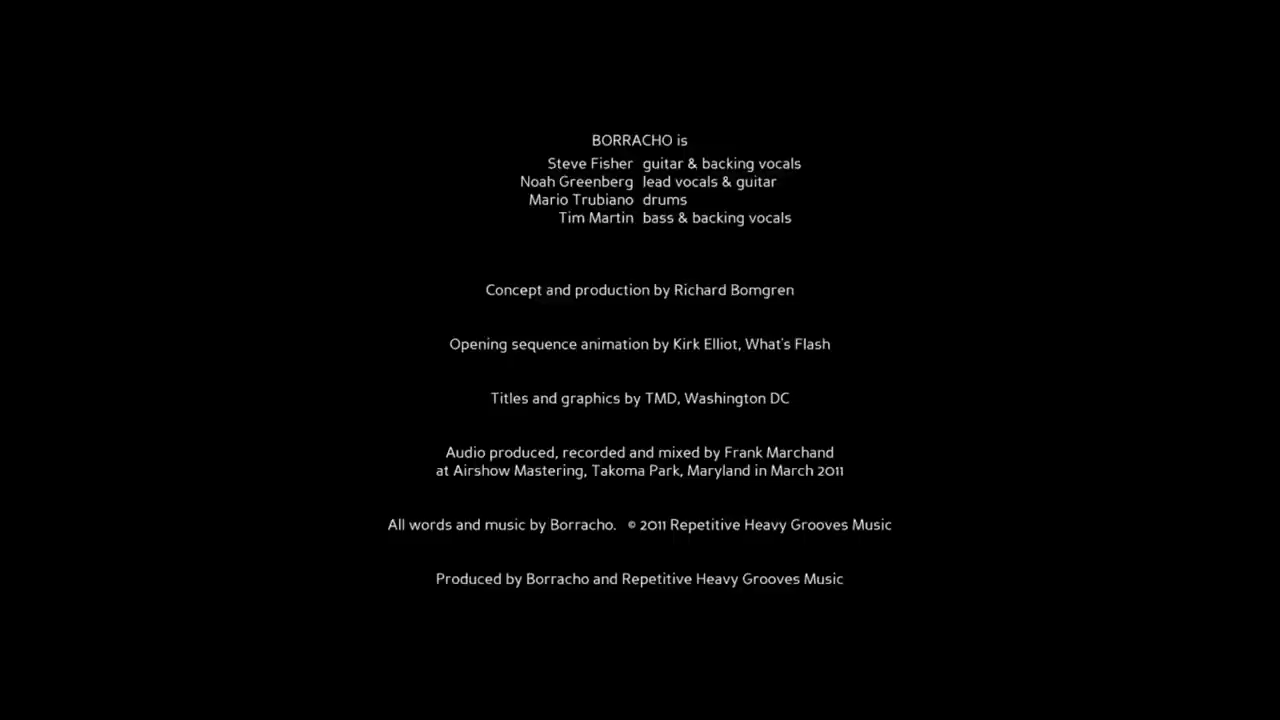 BORRACHO is
Steve Fisher guitar & backing vocals
Noah Greenberg lead vocals & guitar
Mario Trubiano drums
Tim Martin bass & backing vocals
Concept and production by Richard Bomgren
Opening sequence animation by Kirk Elliot, What's Flash
Titles and graphics by TMD, Washington DC
Audio produced, recorded and mixed by Frank Marchand
at Airshow Mastering, Takoma Park, Maryland in March 2011
All words and music by Borracho. © 2011 Repetitive Heavy Grooves Music
Produced by Borracho and Repetitive Heavy Grooves Music